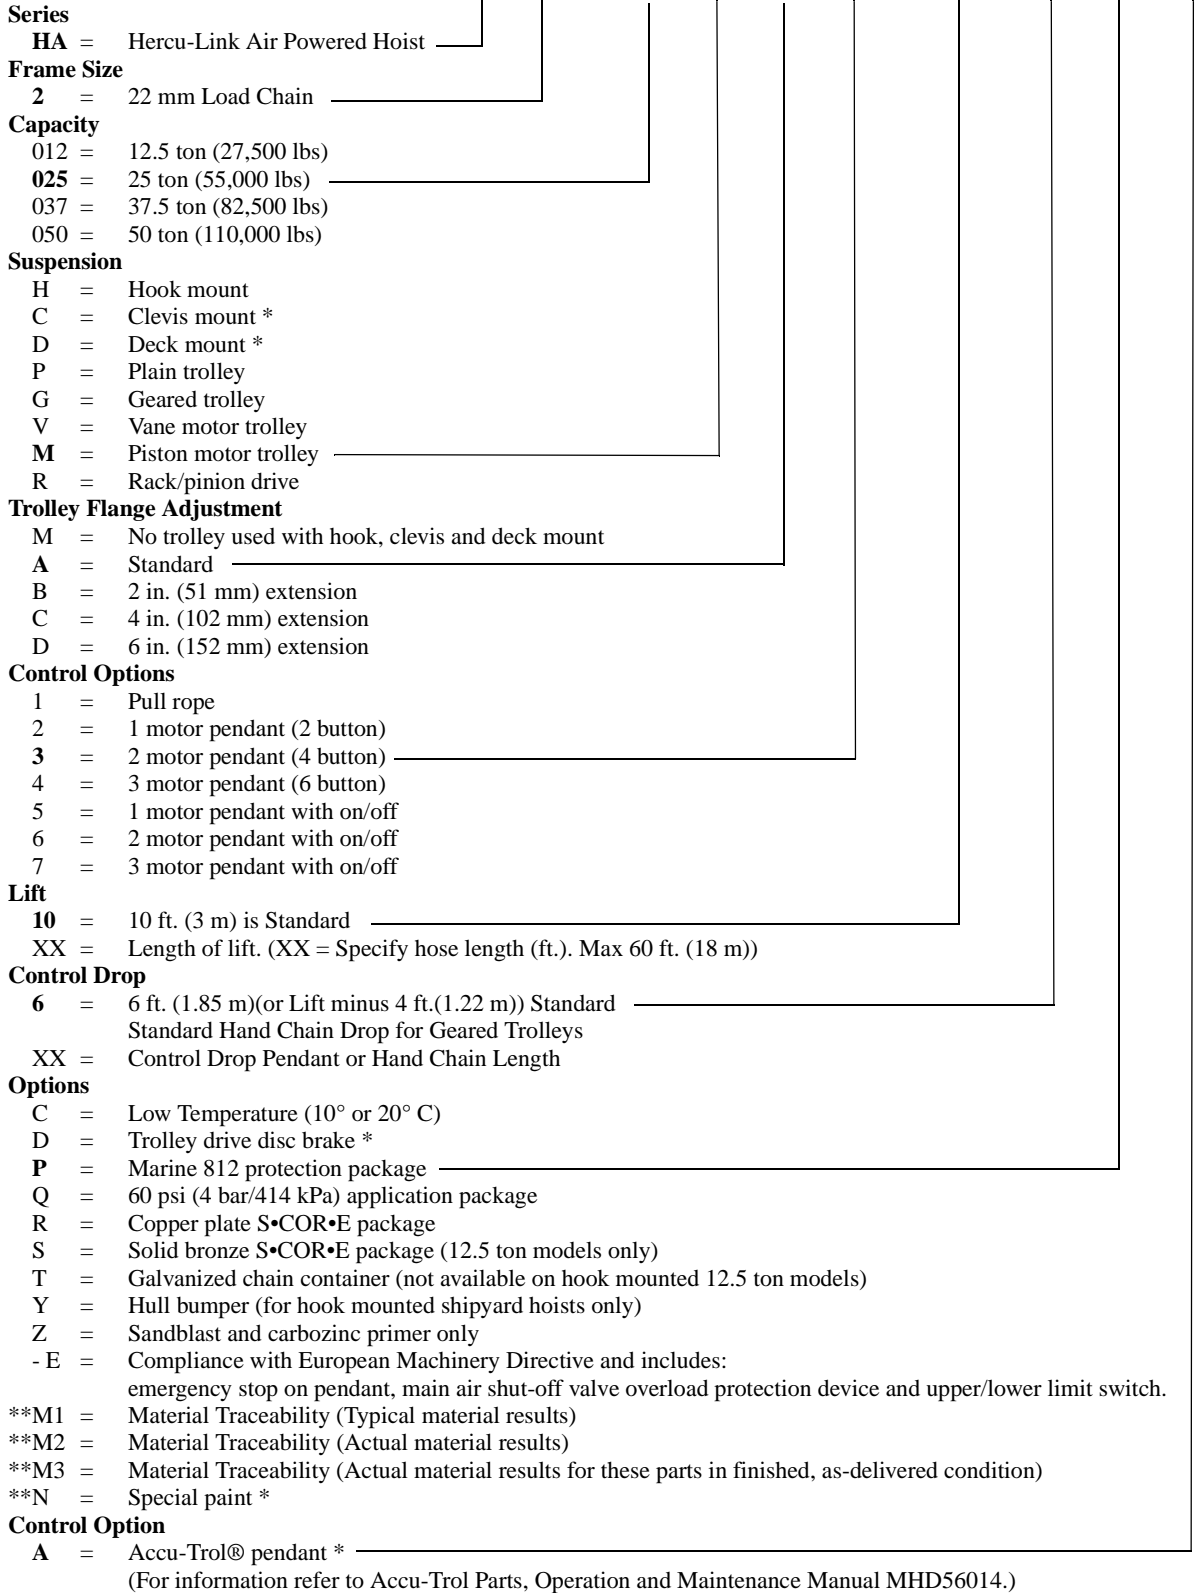 Series
HA = Hercu-Link Air Powered Hoist
Frame Size
2 = 22 mm Load Chain
Capacity
012 = 12.5 ton (27,500 lbs)
025 = 25 ton (55,000 lbs)
037 = 37.5 ton (82,500 lbs)
050 = 50 ton (110,000 lbs)
Suspension
H = Hook mount
C = Clevis mount *
D = Deck mount *
P = Plain trolley
G = Geared trolley
V = Vane motor trolley
M = Piston motor trolley
R = Rack/pinion drive
Trolley Flange Adjustment
M = No trolley used with hook, clevis and deck mount
A = Standard
B = 2 in. (51 mm) extension
C = 4 in. (102 mm) extension
D = 6 in. (152 mm) extension
Control Options
1 = Pull rope
2 = 1 motor pendant (2 button)
3 = 2 motor pendant (4 button)
4 = 3 motor pendant (6 button)
5 = 1 motor pendant with on/off
6 = 2 motor pendant with on/off
7 = 3 motor pendant with on/off
Lift
10 = 10 ft. (3 m) is Standard
XX = Length of lift. (XX = Specify hose length (ft.). Max 60 ft. (18 m))
Control Drop
6 = 6 ft. (1.85 m)(or Lift minus 4 ft.(1.22 m)) Standard
Standard Hand Chain Drop for Geared Trolleys
XX = Control Drop Pendant or Hand Chain Length
Options
C = Low Temperature (10° or 20° C)
D = Trolley drive disc brake *
P = Marine 812 protection package
Q = 60 psi (4 bar/414 kPa) application package
R = Copper plate S•COR•E package
S = Solid bronze S•COR•E package (12.5 ton models only)
T = Galvanized chain container (not available on hook mounted 12.5 ton models)
Y = Hull bumper (for hook mounted shipyard hoists only)
Z = Sandblast and carbozinc primer only
- E = Compliance with European Machinery Directive and includes:
emergency stop on pendant, main air shut-off valve overload protection device and upper/lower limit switch.
**M1 = Material Traceability (Typical material results)
**M2 = Material Traceability (Actual material results)
**M3 = Material Traceability (Actual material results for these parts in finished, as-delivered condition)
**N = Special paint *
Control Option
A = Accu-Trol® pendant *
(For information refer to Accu-Trol Parts, Operation and Maintenance Manual MHD56014.)